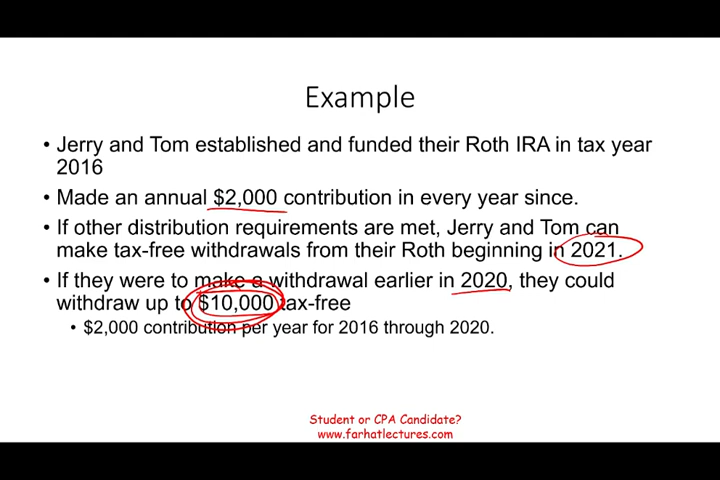 Example
• Jerry and Tom established and funded their Roth IRA in tax year
2016
• Made an annual $2,000 contribution in every year since.
• If other distribution requirements are met, Jerry and Tom can
make tax-free withdrawals from their Roth beginning in 2021.
• If they were to make a withdrawal earlier in 2020, they could
withdraw up to $10,000 tax-free
• $2,000 contribution per year for 2016 through 2020.
Student or CPA Candidate?
www.farhatlectures.com